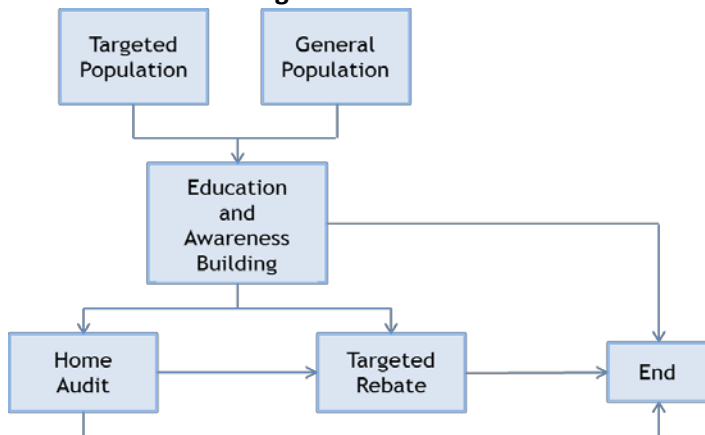 Targeted
Population
General
Population
Education
and
Awareness
Building
Home
Audit
Targeted
Rebate
End